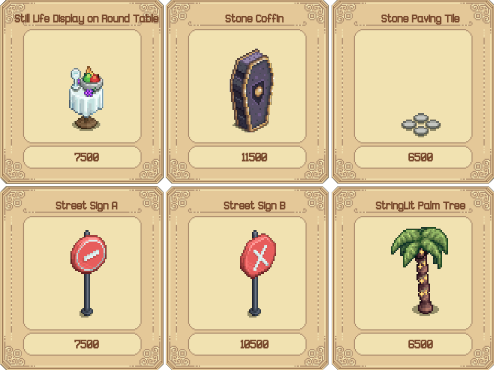 Still Life Display on Round Table
Stone Coffin
Stone Paving Tile
7500
11500
6500
Street Sign A
Street Sign B
StringLit Palm Tree
7500
10500
6500